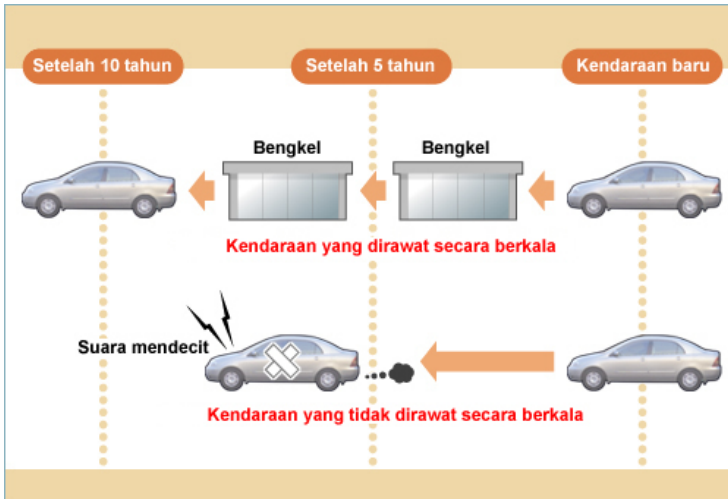 Setelah 10 tahun
Setelah 5 tahun
Kendaraan baru
Bengkel
Bengkel
Kendaraan yang dirawat secara berkala
Suara mendecit
Kendaraan yang tidak dirawat secara berkala